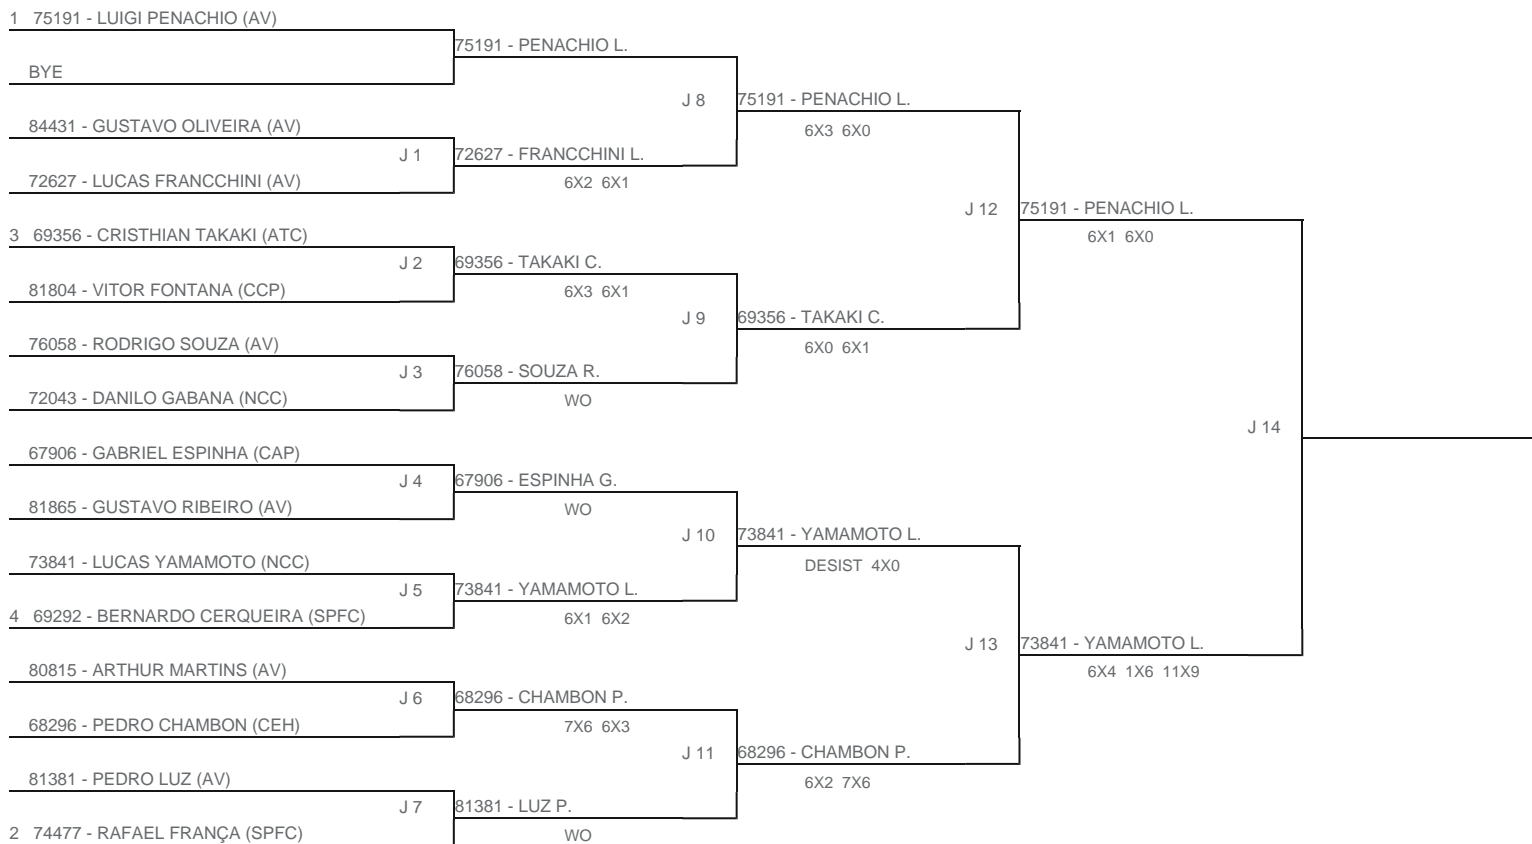 1 75191 - LUIGI PENACHIO (AV)
75191 - PENACHIO L.
BYE
J 8
75191 - PENACHIO L.
6X3 6X0
84431 - GUSTAVO OLIVEIRA (AV)
J 1
72627 - FRANCCHINI L.
72627 - LUCAS FRANCCHINI (AV)
6X2 6X1
J 12
75191 - PENACHIO L.
6X1 6X0
3 69356 - CRISTHIAN TAKAKI (ATC)
J 2
69356 - TAKAKI C.
81804 - VITOR FONTANA (CCP)
6X3 6X1
J 9
69356 - TAKAKI C.
6X0 6X1
76058 - RODRIGO SOUZA (AV)
J 3
76058 - SOUZA R.
72043 - DANILO GABANA (NCC)
WO
J 14
67906 - GABRIEL ESPINHA (CAP)
J 4
67906 - ESPINHA G.
81865 - GUSTAVO RIBEIRO (AV)
WO
J 10
73841 - YAMAMOTO L.
DESIST 4X0
73841 - LUCAS YAMAMOTO (NCC)
J 5
73841 - YAMAMOTO L.
4 69292 - BERNARDO CERQUEIRA (SPFC)
6X1 6X2
J 13
73841 - YAMAMOTO L.
6X4 1X6 11X9
80815 - ARTHUR MARTINS (AV)
J 6
68296 - CHAMBON P.
68296 - PEDRO CHAMBON (CEH)
7X6 6X3
J 11
68296 - CHAMBON P.
6X2 7X6
81381 - PEDRO LUZ (AV)
J 7
81381 - LUZ P.
2 74477 - RAFAEL FRANÇA (SPFC)
WO